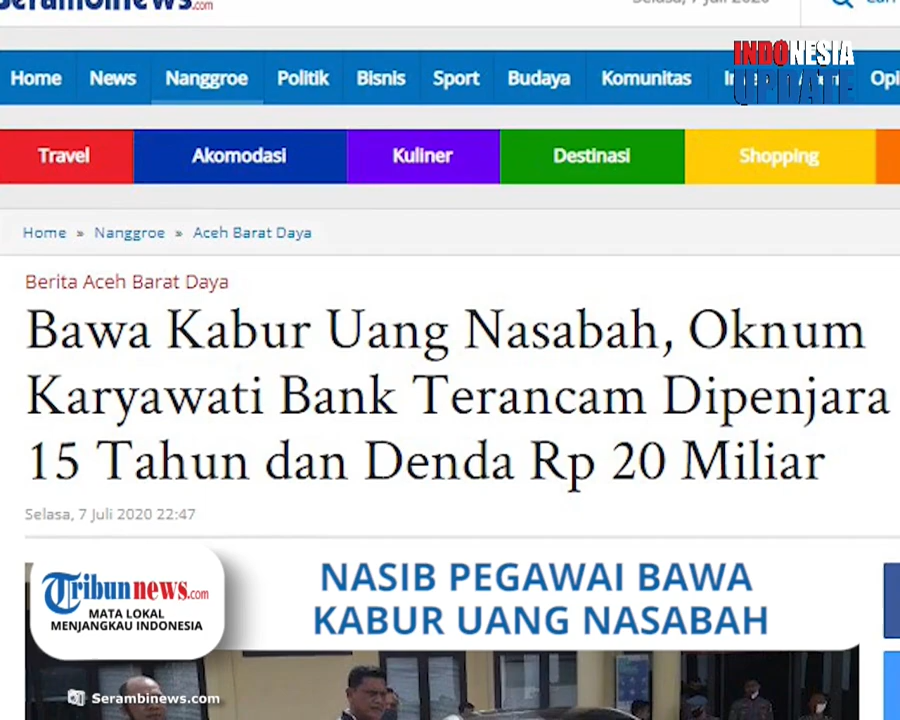 Serambinews.com
Selasa, 7 Juli 2020
INDONESIA
UPDATE
Home News Nanggroe Politik Bisnis Sport Budaya Komunitas
Travel Akomodasi Kuliner Destinasi Shopping
Home » Nanggroe » Aceh Barat Daya
Berita Aceh Barat Daya
Bawa Kabur Uang Nasabah, Oknum
Karyawati Bank Terancam Dipenjara
15 Tahun dan Denda Rp 20 Miliar
Selasa, 7 Juli 2020 22:47
Tribunnews.com
MATA LOKAL
MENJANGKAU INDONESIA
NASIB PEGAWAI BAWA
KABUR UANG NASABAH
Serambinews.com